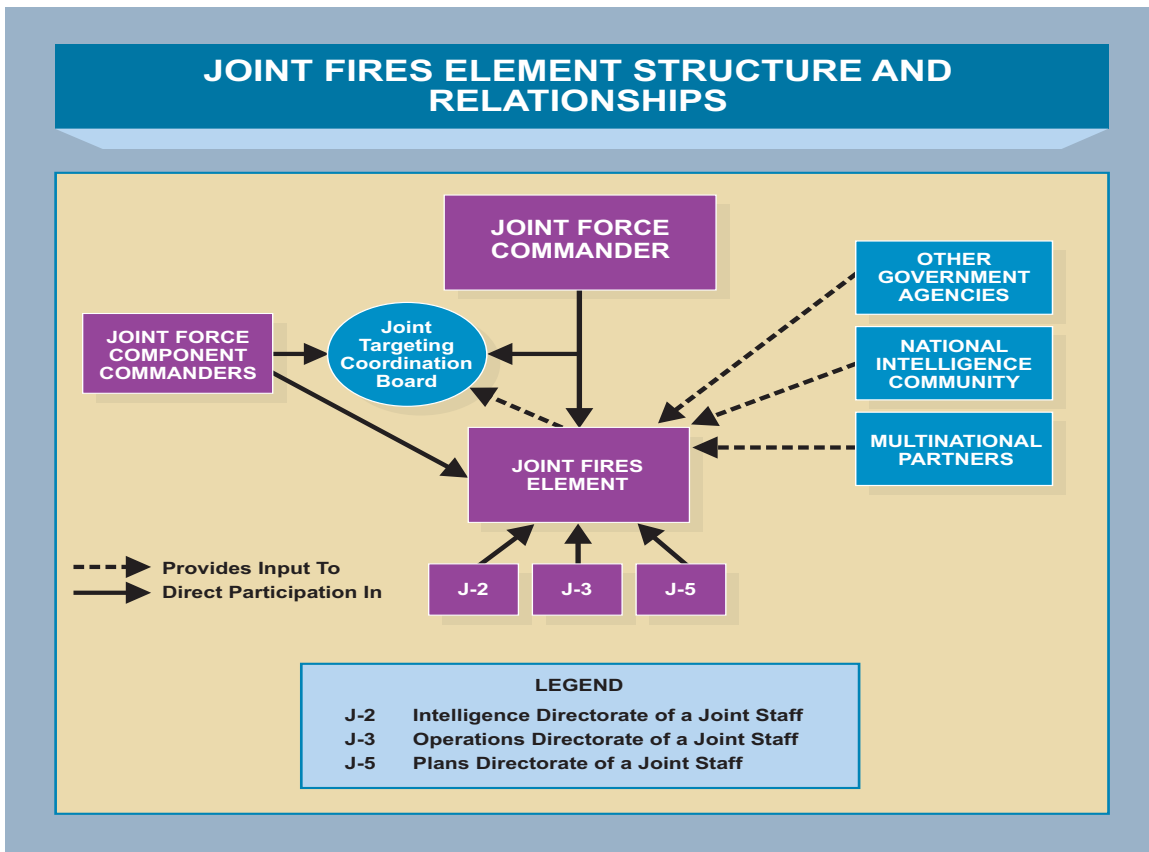 JOINT FIRES ELEMENT STRUCTURE AND
RELATIONSHIPS
JOINT FORCE
COMMANDER
OTHER
GOVERNMENT
AGENCIES
JOINT FORCE
COMPONENT
COMMANDERS
Joint
Targeting
Coordination
Board
NATIONAL
INTELLIGENCE
COMMUNITY
MULTINATIONAL
PARTNERS
JOINT FIRES
ELEMENT
Provides Input To
Direct Participation In
J-2
J-3
J-5
LEGEND
J-2 Intelligence Directorate of a Joint Staff
J-3 Operations Directorate of a Joint Staff
J-5 Plans Directorate of a Joint Staff